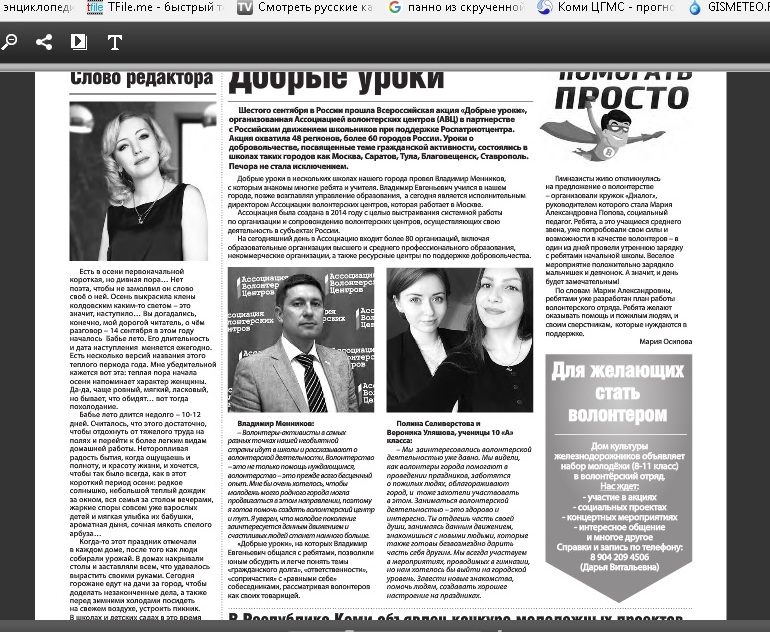 энциклопеди
TFile.me - быстрый т
Смотреть русские ка
панно из скрученной
Коми ЦГМС - прогно
GISMETEO.R
Слово редактора
Есть в осени первоначальной
короткая, но дивная пора... Нет
поэта, чтобы не замолвил он слово
своё о ней. Осень выкрасила клены
колдовским каким-то светом – это
значит, наступило... Вы догадались,
конечно, мой дорогой читатель, о чём
разговор – 14 сентября в этом году
началось Бабье лето. Его длительность
и дата наступления меняется ежегодно.
Есть несколько версий названия этого
теплого периода года. Мне убедительной
кажется вот эта: теплая пора начала
осени напоминает характер женщины.
Да-да, чаще ровный, мягкий, ласковый,
но бывает, что обидят... вот тогда
похолодание.
Бабье лето длится недолго – 10-12
дней. Считалось, что этого достаточно,
чтобы отдохнуть от тяжелого труда на
полях и перейти к более легким видам
домашней работы. Неторопливая
радость бытия, когда ощущаешь и
полноту, и красоту жизни, и хочется,
чтобы так было всегда, как в этот
короткий период осени: редкое
солнышко, небольшой теплый дождик
за окном, вся семья за столом вечерами,
жаркие споры совсем уже взрослых
детей и мягкая улыбка их бабушки,
ароматная дыня, сочная мякоть спелого
арбуза...
Когда-то этот праздник отмечали
в каждом доме, после того как люди
собирали урожай. В домах накрывали
столы и заставляли всем, что удавалось
вырастить своими руками. Сегодня
горожане едут на дачи за город, чтобы
доделать незаконченные дела, а также
перед зимними холодами посидеть
на свежем воздухе, устроить пикник.
В школах и детских садах в это время
Добрые уроки
Шестого сентября в России прошла Всероссийская акция «Добрые уроки»,
организованная Ассоциацией волонтерских центров (АВЦ) в партнерстве
с Российским движением школьников при поддержке Роспатриотцентра.
Акция охватила 48 регионов, более 60 городов России. Уроки о
добровольчестве, посвященные теме гражданской активности, состоялись в
школах таких городов как Москва, Саратов, Тула, Благовещенск, Ставрополь.
Печора не стала исключением.
Добрые уроки в нескольких школах нашего города провел Владимир Менников,
с которым знакомы многие ребята и учителя. Владимир Евгеньевич учился в нашем
городе, позже возглавлял управление образования, а сегодня является исполнительным
директором Ассоциации волонтерских центров, которая работает в Москве.
Ассоциация была создана в 2014 году с целью выстраивания системной работы
по организации и сопровождению волонтерских центров, осуществляющих свою
деятельность в субъектах России.
На сегодняшний день в Ассоциацию входят более 80 организаций, включая
образовательные организации высшего и среднего профессионального образования,
некоммерческие организации, а также ресурсные центры по поддержке добровольчества.
Ассоциация
Волонтерских
Центров
Владимир Менников:
– Волонтеры-активисты в самых
разных точках нашей необъятной
страны идут в школы и рассказывают о
волонтерской деятельности. Волонтерство
– это не только помощь нуждающимся,
волонтерство – это прежде всего бесценный
опыт. Мне бы очень хотелось, чтобы
молодежь моего родного города могла
продвигаться в этом направлении, поэтому
я готов помочь создать волонтерский центр
и тут. Я уверен, что молодое поколение
заинтересуется данным движением и
счастливых людей станет намного больше.
«Добрые уроки», на которых Владимир
Евгеньевич общался с ребятами, позволили
юным обсудить и легче понять темы
«гражданского долга», «ответственности»,
«сопричастия» с «равными себе»
собеседниками, рассматривая волонтеров
как своих товарищей.
Полина Селиверстова и
Вероника Уляшова, ученицы 10 «А»
класса:
– Мы заинтересовались волонтерской
деятельностью уже давно. Мы видели,
как волонтеры города помогают в
проведении праздников, заботятся
о пожилых людях, облагораживают
город, и тоже захотели участвовать
в этом. Заниматься волонтерской
деятельностью – это здорово и
интересно. Ты отдаешь часть своей
души, занимаясь данным движением,
знакомишься с новыми людьми, которые
также готовы безвозмездно дарить
часть себя другим. Мы всегда участвуем
в мероприятиях, проводимых в гимназии,
но нам хотелось бы выйти на городской
уровень. Завести новые знакомства,
помочь людям, создавать хорошее
настроение на праздниках.
В Республике Коми объявлен конкурс молодежных проектов
ПОМОГАТЬ
ПРОСТО
Гимназисты живо откликнулись
на предложение о волонтерстве
– организовали кружок «Диалог»,
руководителем которого стала Мария
Александровна Попова, социальный
педагог. Ребята, а это учащиеся среднего
звена, уже попробовали свои силы и
возможности в качестве волонтеров – в
один из дней провели утреннюю зарядку
с ребятами начальной школы. Веселое
мероприятие положительно зарядило
мальчишек и девчонок. А значит, и день
будет замечательным!
По словам Марии Александровны,
ребятами уже разработан план работы
волонтерского отряда. Ребята желают
оказывать помощь и пожилым людям, и
своим сверстникам, которые нуждаются в
поддержке.
Мария Осипова
Для желающих
стать
волонтером
Дом культуры
железнодорожников объявляет
набор молодёжи (8-11 класс)
в волонтёрский отряд.
Нас ждет:
- участие в акциях
- социальных проектах
- концертных мероприятиях
- интересное общение
и многое другое
Справки и запись по телефону:
8 904 209 4506
(Дарья Витальевна)